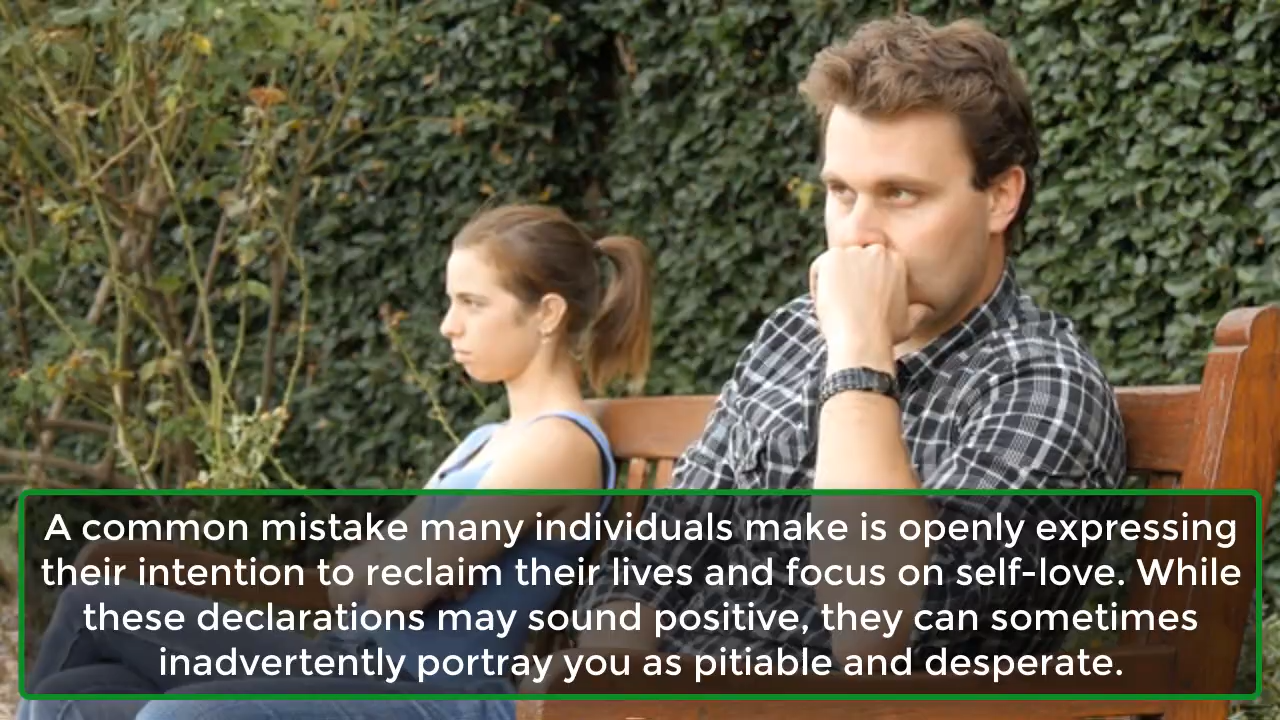 A common mistake many individuals make is openly expressing
their intention to reclaim their lives and focus on self-love. While
these declarations may sound positive, they can sometimes
inadvertently portray you as pitiable and desperate.